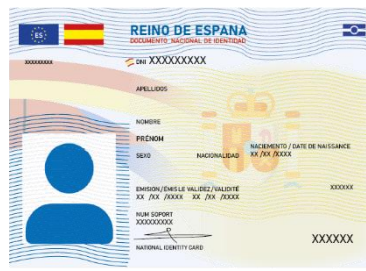 ES
REINO DE ESPANA
DOCUMENTO NACIONAL DE IDENTIDAD
XXXXXXXXX
DNI XXXXXXXXX
APELLIDOS
NOMBRE
PRÉNOM
NACIEMENTO / DATE DE NAISSANCE
SEXO NACIONALIDAD XX /XX /XXXX
EMISION / ÉMIS LE VALIDEZ / VALIDITÉ
XX /XX /XXXX XX /XX /XXXX XXXXXX
NUM SOPORT
XXXXXXXXX
XXXXXX
NATIONAL IDENTITY CARD